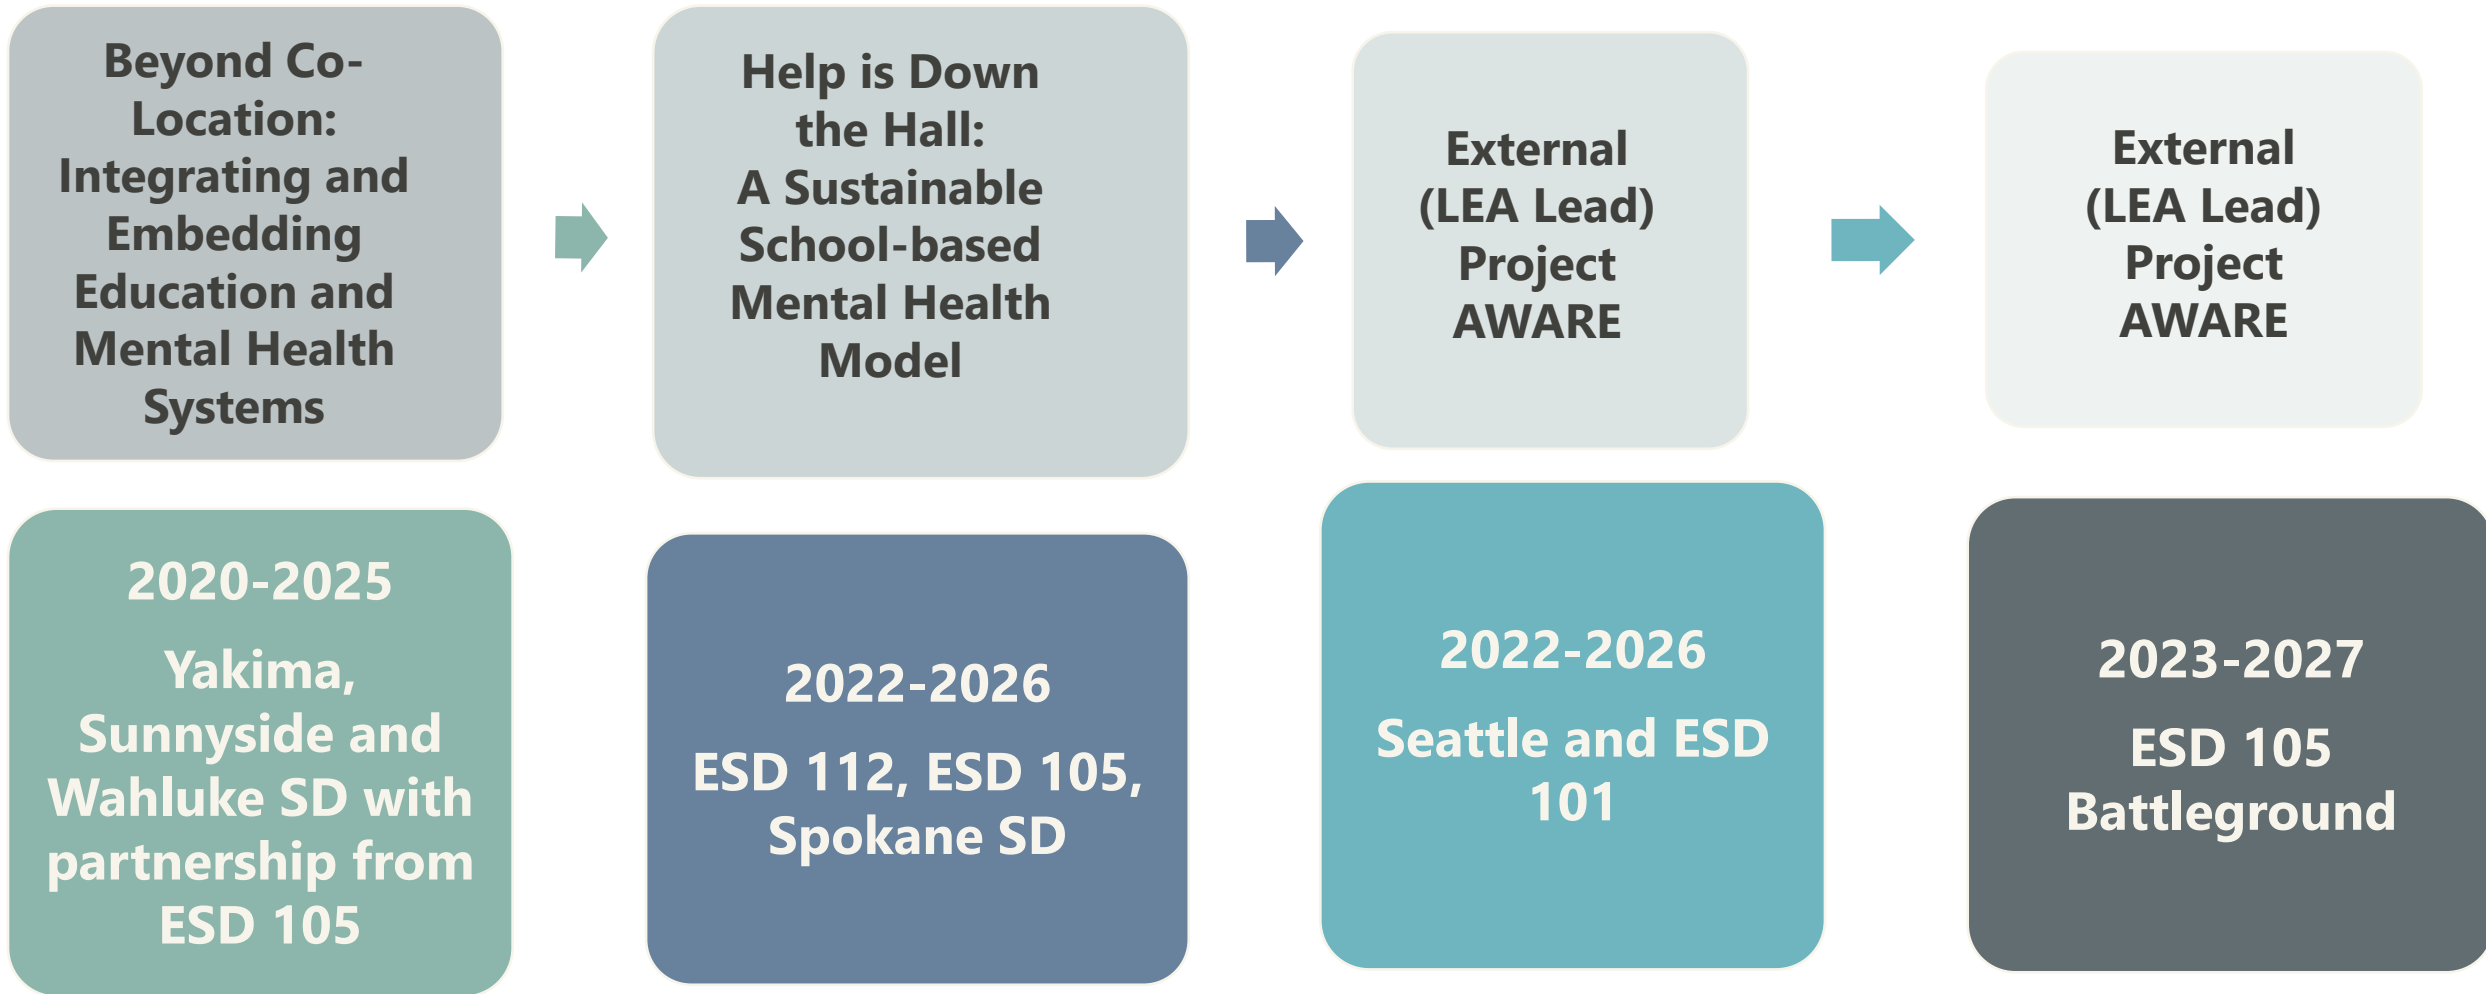 Beyond Co-
Location:
Integrating and
Embedding
Education and
Mental Health
Systems
Help is Down
the Hall:
A Sustainable
School-based
Mental Health
Model
External
(LEA Lead)
Project
AWARE
External
(LEA Lead)
Project
AWARE
2020-2025
Yakima,
Sunnyside and
Wahluke SD with
partnership from
ESD 105
2022-2026
ESD 112, ESD 105,
Spokane SD
2022-2026
Seattle and ESD
101
2023-2027
ESD 105
Battleground